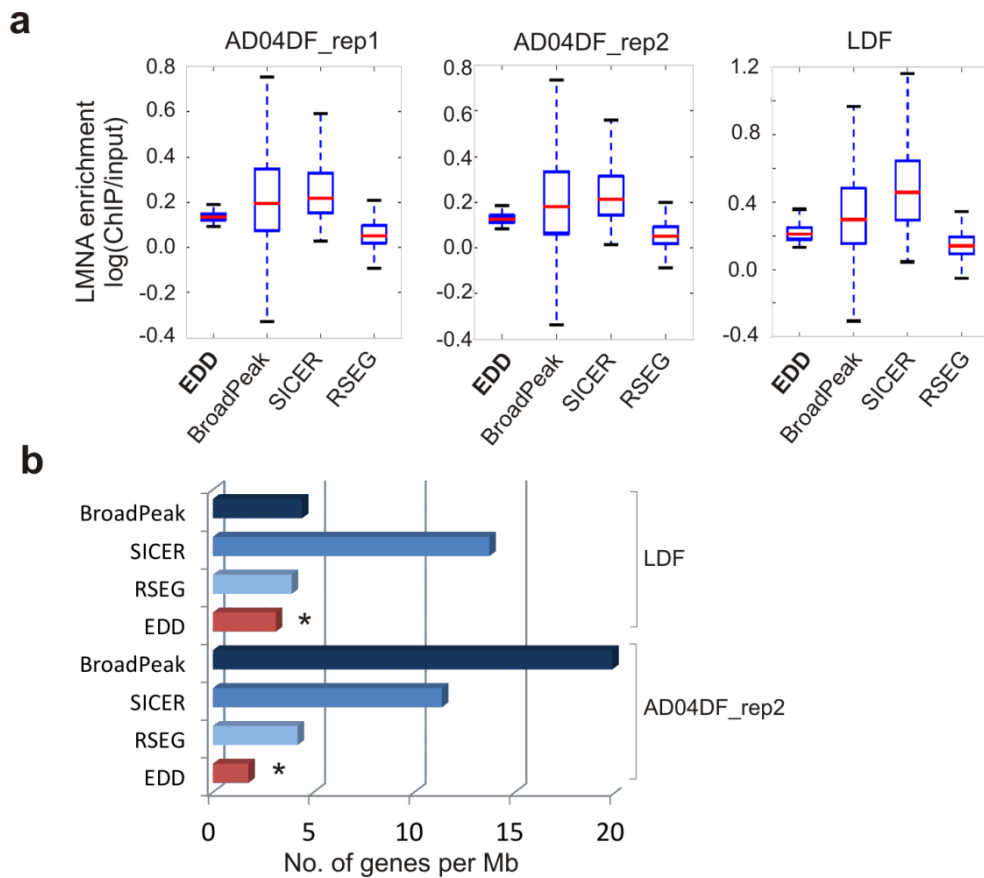 a
AD04DF_rep1
AD04DF_rep2
LDF
LMNA enrichment
log(ChIP/input)
0.8
0.6
0.4
0.2
0.0
-0.2
-0.4
0.8
0.6
0.4
0.2
0.0
-0.2
-0.4
1.2
0.8
0.4
0.0
-0.4
EDD
BroadPeak
SICER
RSEG
EDD
BroadPeak
SICER
RSEG
EDD
BroadPeak
SICER
RSEG
b
BroadPeak
SICER
RSEG
EDD
*
LDF
BroadPeak
SICER
RSEG
EDD
*
AD04DF_rep2
0 5 10 15 20
No. of genes per Mb